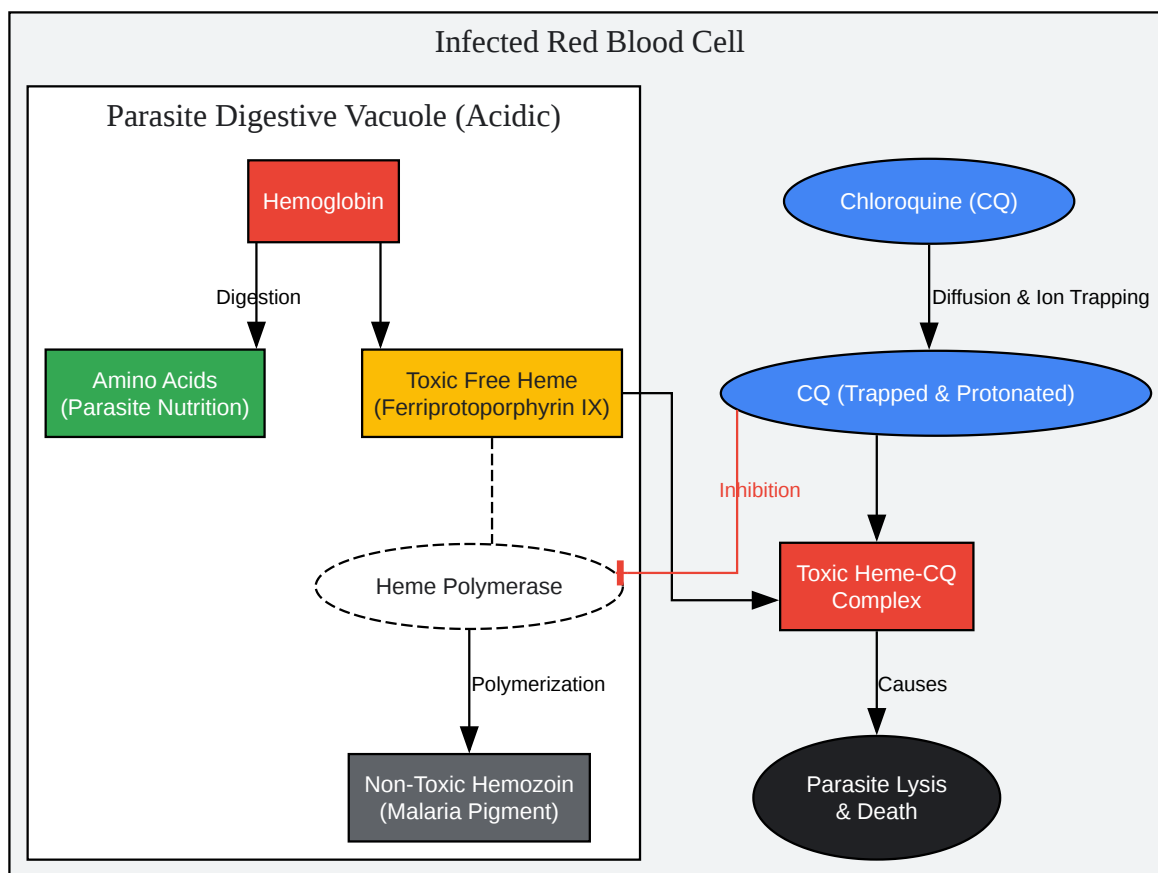 Infected Red Blood Cell
Parasite Digestive Vacuole (Acidic)
Hemoglobin
Chloroquine (CQ)
Digestion
Diffusion & Ion Trapping
Amino Acids
(Parasite Nutrition)
Toxic Free Heme
(Ferriprotoporphyrin IX)
CQ (Trapped & Protonated)
Inhibition
Heme Polymerase
Toxic Heme-CQ
Complex
Polymerization
Causes
Non-Toxic Hemozoin
(Malaria Pigment)
Parasite Lysis
& Death